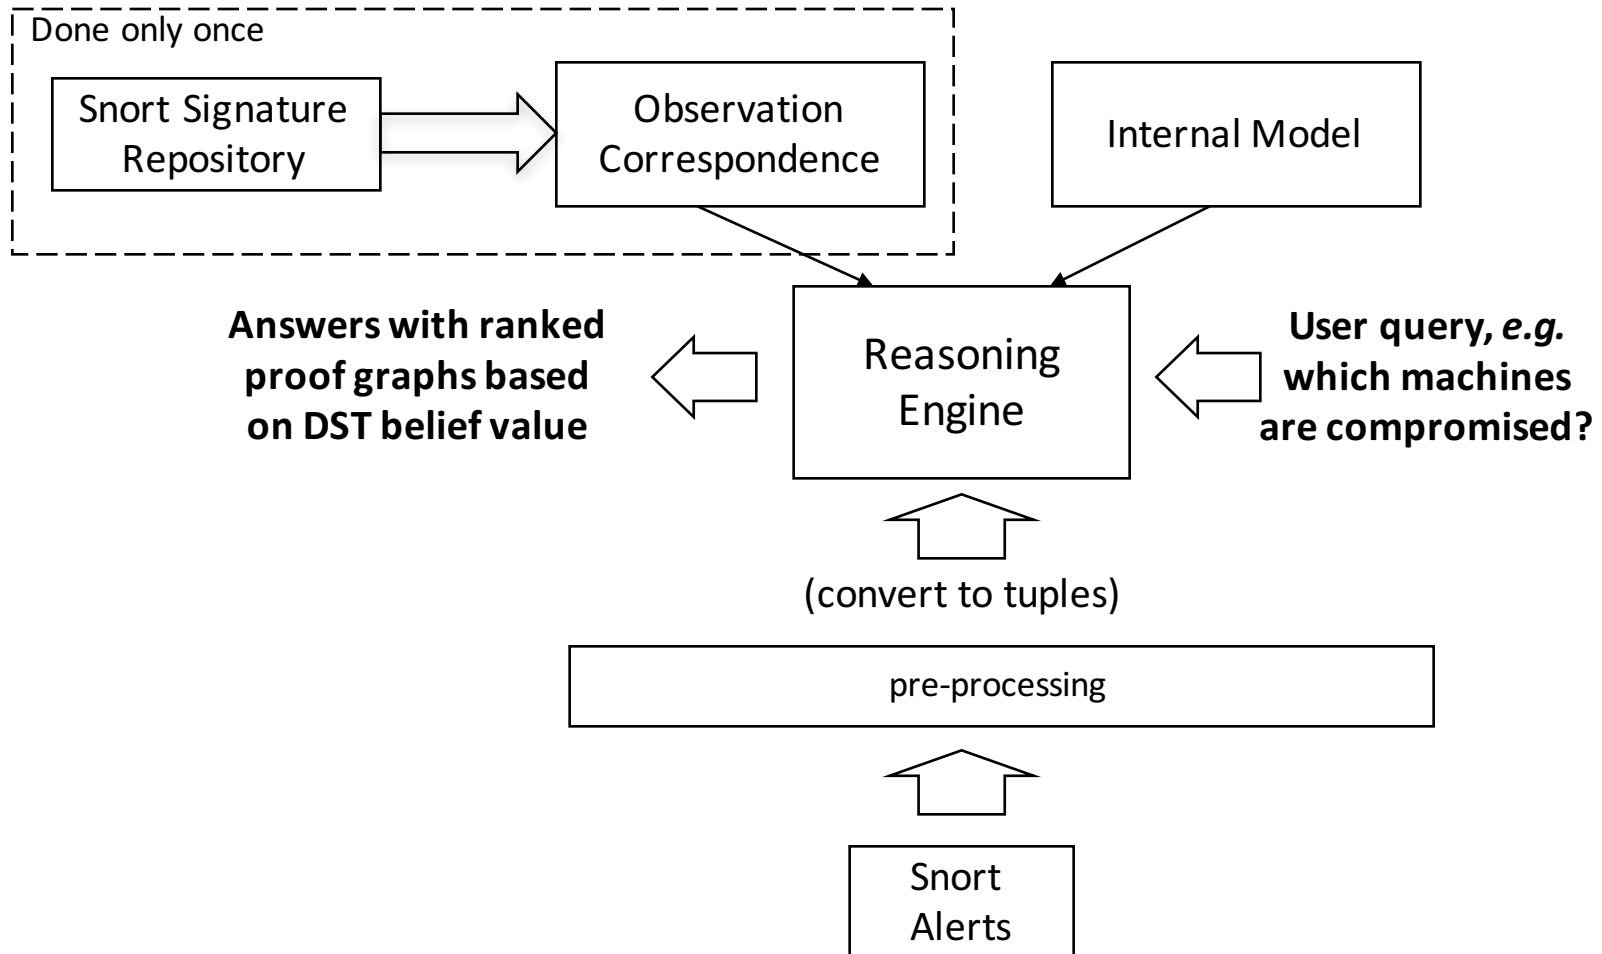 Done only once
Snort Signature
Repository
Observation
Correspondence
Internal Model
Answers with ranked
proof graphs based
on DST belief value
Reasoning
Engine
User query, e.g.
which machines
are compromised?
(convert to tuples)
pre-processing
Snort
Alerts